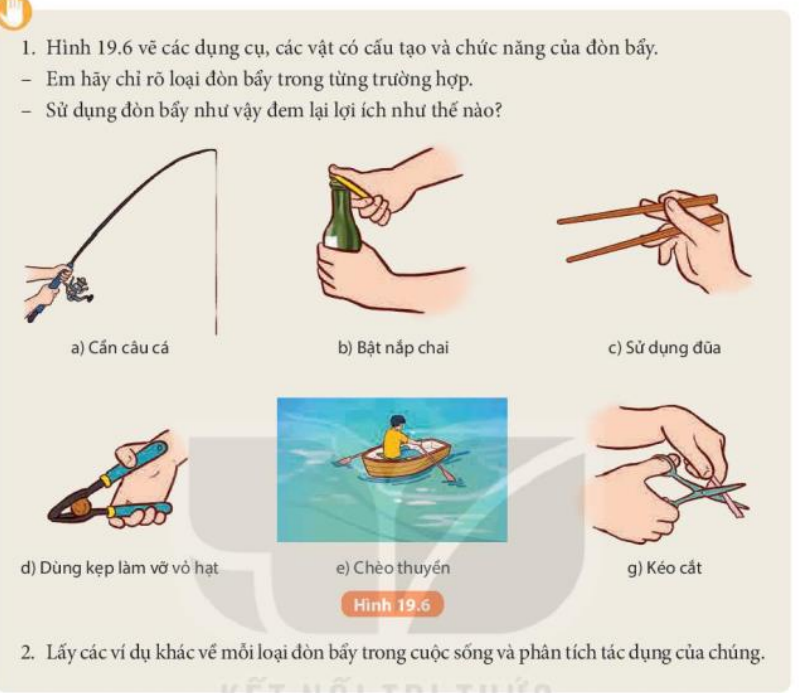 1. Hình 19.6 vẽ các dụng cụ, các vật có cấu tạo và chức năng của đòn bẩy.
– Em hãy chỉ rõ loại đòn bẩy trong từng trường hợp.
– Sử dụng đòn bẩy như vậy đem lại lợi ích như thế nào?
a) Cần câu cá
b) Bật nắp chai
c) Sử dụng đũa
d) Dùng kẹp làm vỡ vỏ hạt
e) Chèo thuyền
g) Kéo cắt
Hình 19.6
2. Lấy các ví dụ khác về mỗi loại đòn bẩy trong cuộc sống và phân tích tác dụng của chúng.
KẾT NỐI TRI THỨC